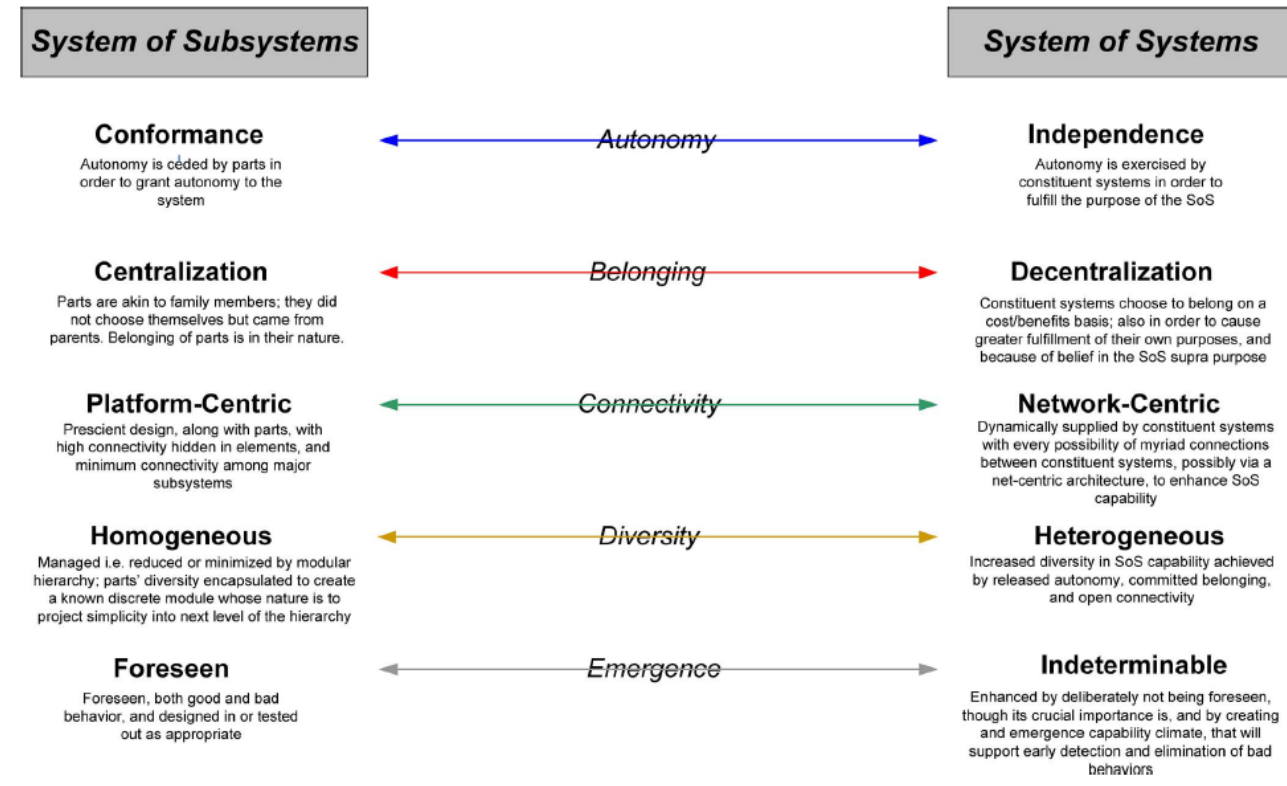 System of Subsystems
System of Systems
Conformance
Autonomy is ceded by parts in
order to grant autonomy to the
system
Autonomy
Independence
Autonomy is exercised by
constituent systems in order to
fulfill the purpose of the SoS
Centralization
Parts are akin to family members; they did
not choose themselves but came from
parents. Belonging of parts is in their nature.
Belonging
Decentralization
Constituent systems choose to belong on a
cost/benefits basis; also in order to cause
greater fulfillment of their own purposes, and
because of belief in the SoS supra purpose
Platform-Centric
Prescient design, along with parts, with
high connectivity hidden in elements, and
minimum connectivity among major
subsystems
Connectivity
Network-Centric
Dynamically supplied by constituent systems
with every possibility of myriad connections
between constituent systems, possibly via a
net-centric architecture, to enhance SoS
capability
Homogeneous
Managed i.e. reduced or minimized by modular
hierarchy; parts' diversity encapsulated to create
a known discrete module whose nature is to
project simplicity into next level of the hierarchy
Diversity
Heterogeneous
Increased diversity in SoS capability achieved
by released autonomy, committed belonging,
and open connectivity
Foreseen
Foreseen, both good and bad
behavior, and designed in or tested
out as appropriate
Emergence
Indeterminable
Enhanced by deliberately not being foreseen,
though its crucial importance is, and by creating
and emergence capability climate, that will
support early detection and elimination of bad
behaviors